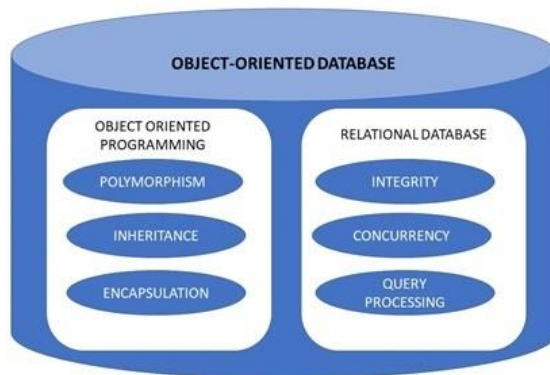 OBJECT-ORIENTED DATABASE
OBJECT ORIENTED
PROGRAMMING
POLYMORPHISM
INHERITANCE
ENCAPSULATION
RELATIONAL DATABASE
INTEGRITY
CONCURRENCY
QUERY
PROCESSING